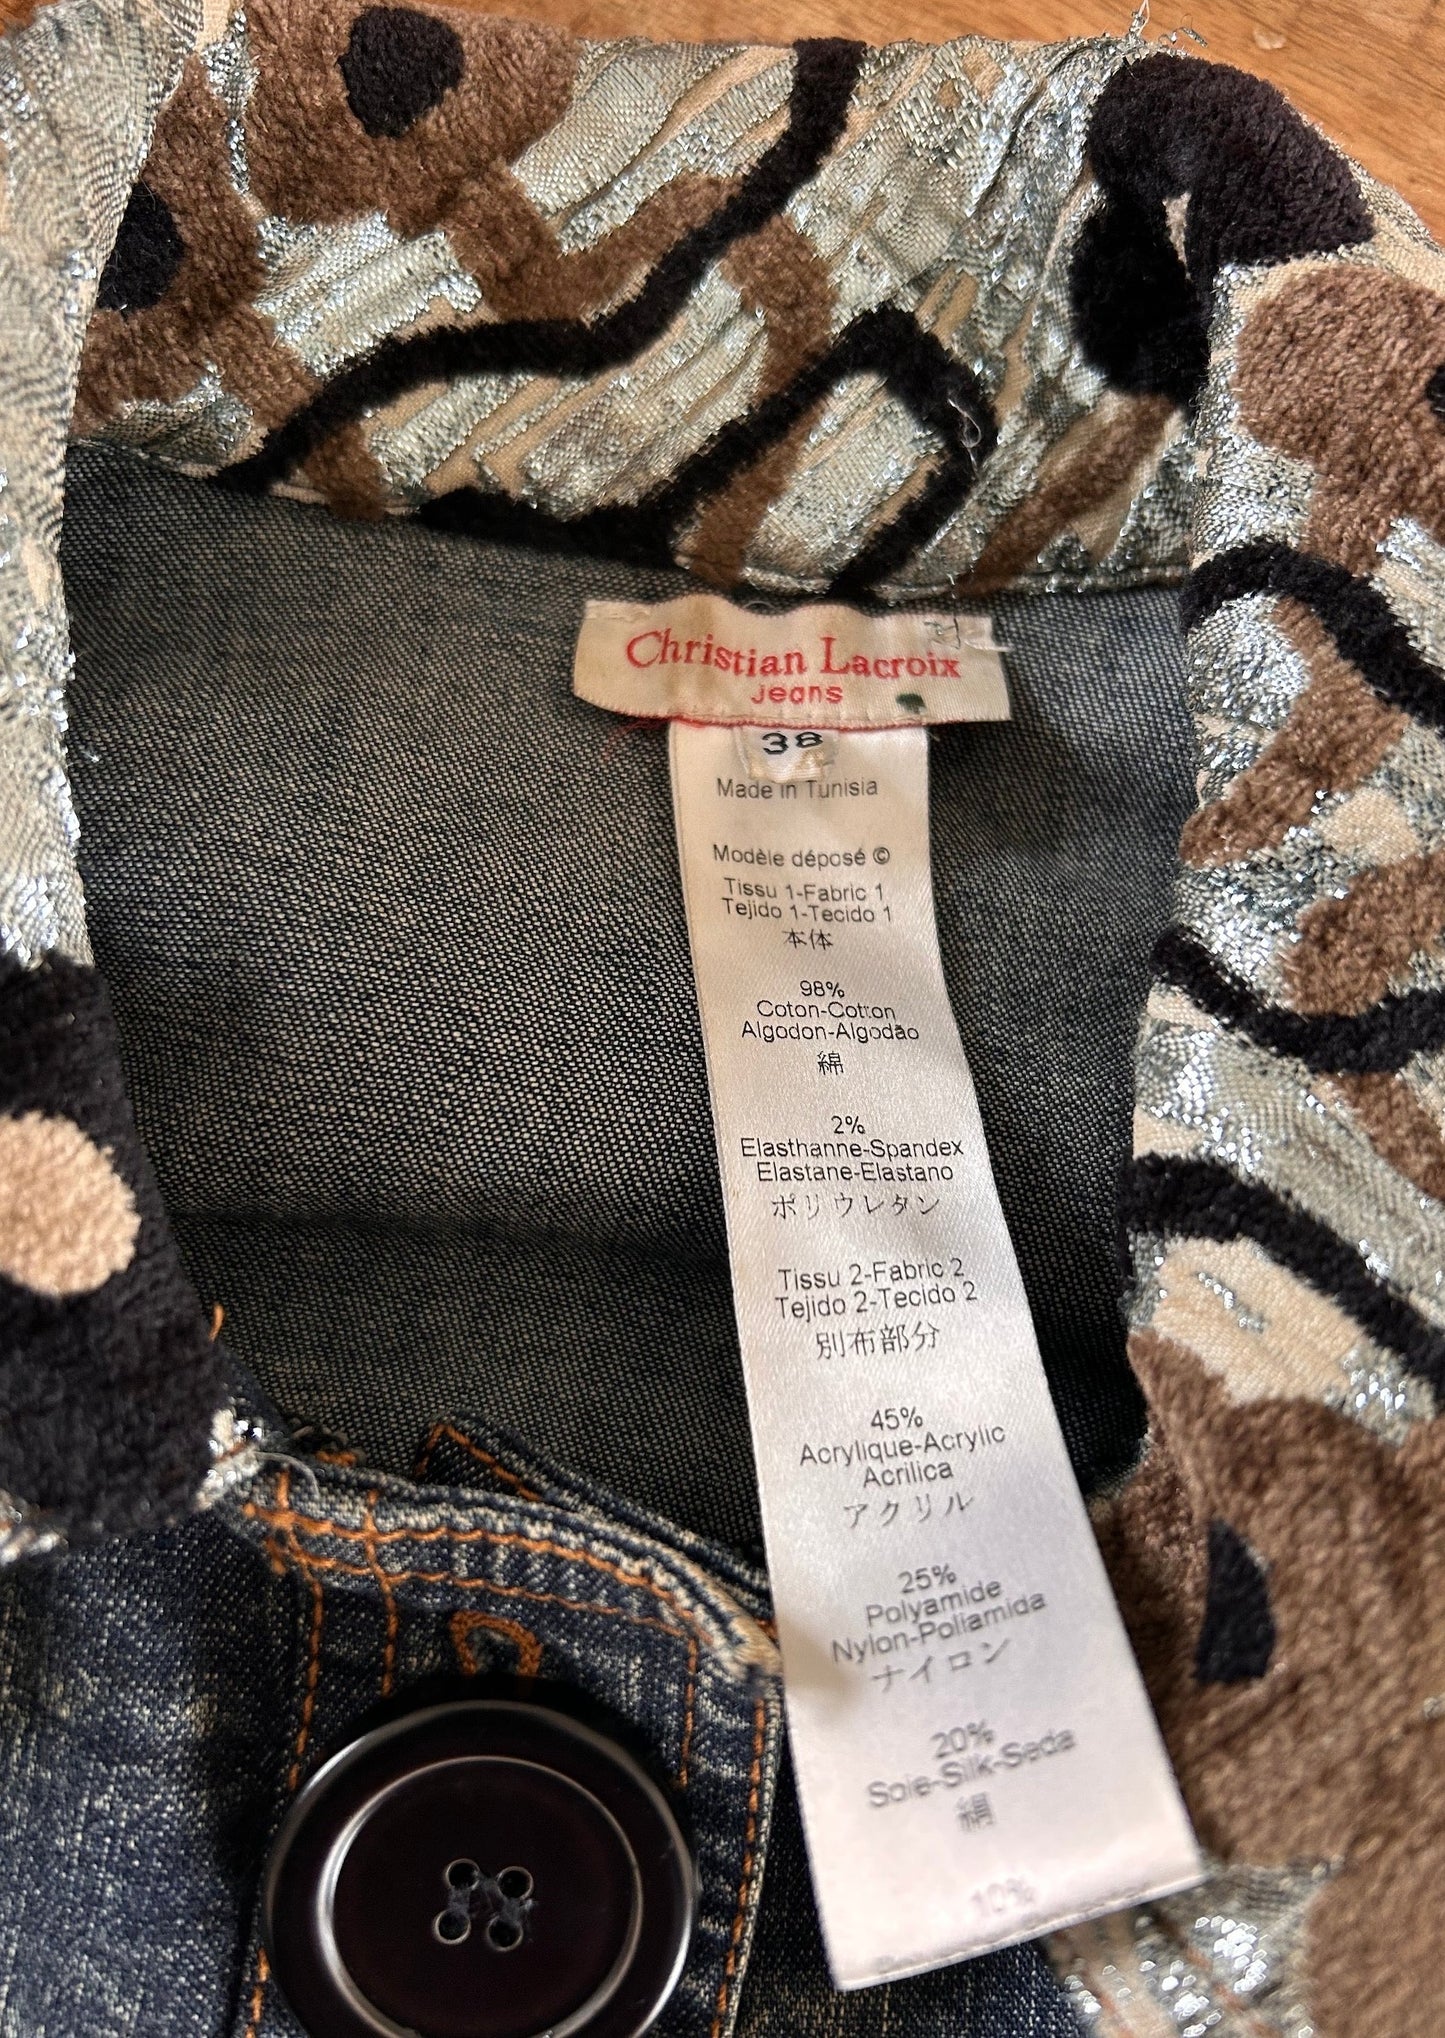 Christian Lacroix
jeans
38
Made in Tunisia
Modèle déposé ©
Tissu 1-Fabric 1
Tejido 1-Tecido 1
本体
98%
Coton-Cotton
Algodon-Algodão
綿
2%
Elasthanne-Spandex
Elastane-Elastano
ポリウレタン
Tissu 2-Fabric 2
Tejido 2-Tecido 2
別布部分
45%
Acrylique-Acrylic
Acrilica
アクリル
25%
Polyamide
Nylon-Poliamida
ナイロン
20%
Soie-Silk-Seda
絹
10%